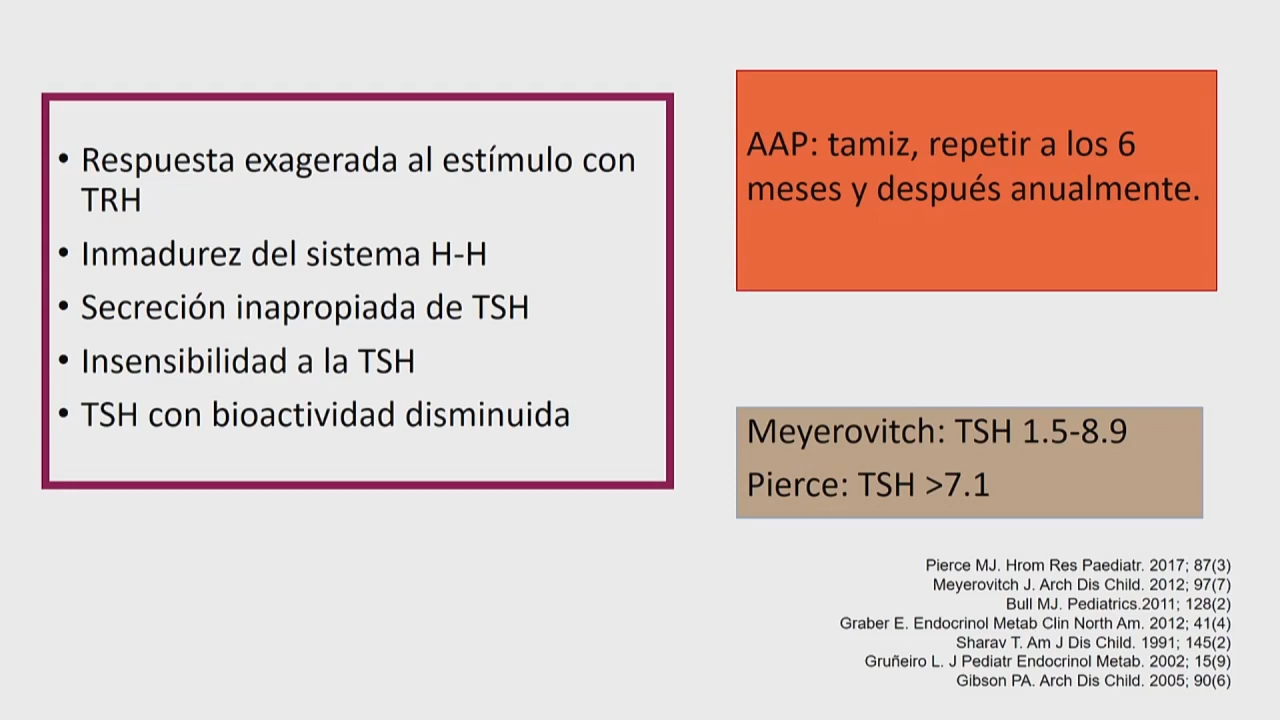 • Respuesta exagerada al estímulo con
TRH
• Inmadurez del sistema H-H
• Secreción inapropiada de TSH
• Insensibilidad a la TSH
• TSH con bioactividad disminuida
AAP: tamiz, repetir a los 6
meses y después anualmente.
Meyerovitch: TSH 1.5-8.9
Pierce: TSH >7.1
Pierce MJ. Hrom Res Paediatr. 2017; 87(3)
Meyerovitch J. Arch Dis Child. 2012; 97(7)
Bull MJ. Pediatrics.2011; 128(2)
Graber E. Endocrinol Metab Clin North Am. 2012; 41(4)
Sharav T. Am J Dis Child. 1991; 145(2)
Gruñeiro L. J Pediatr Endocrinol Metab. 2002; 15(9)
Gibson PA. Arch Dis Child. 2005; 90(6)